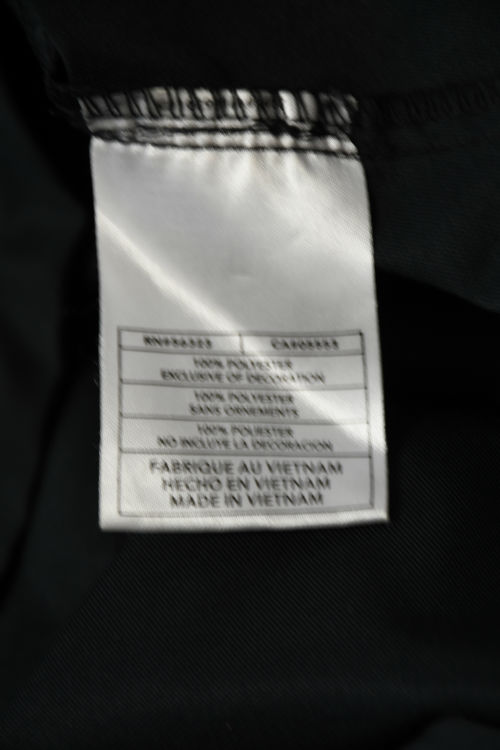 100% POLYESTER
EXCLUSIVE OF DECORATION
100% POLYESTER
SANS ORNEMENTS
100% POLIESTER
NO INCLUYE LA DECORACION
FABRIQUE AU VIETNAM
HECHO EN VIETNAM
MADE IN VIETNAM